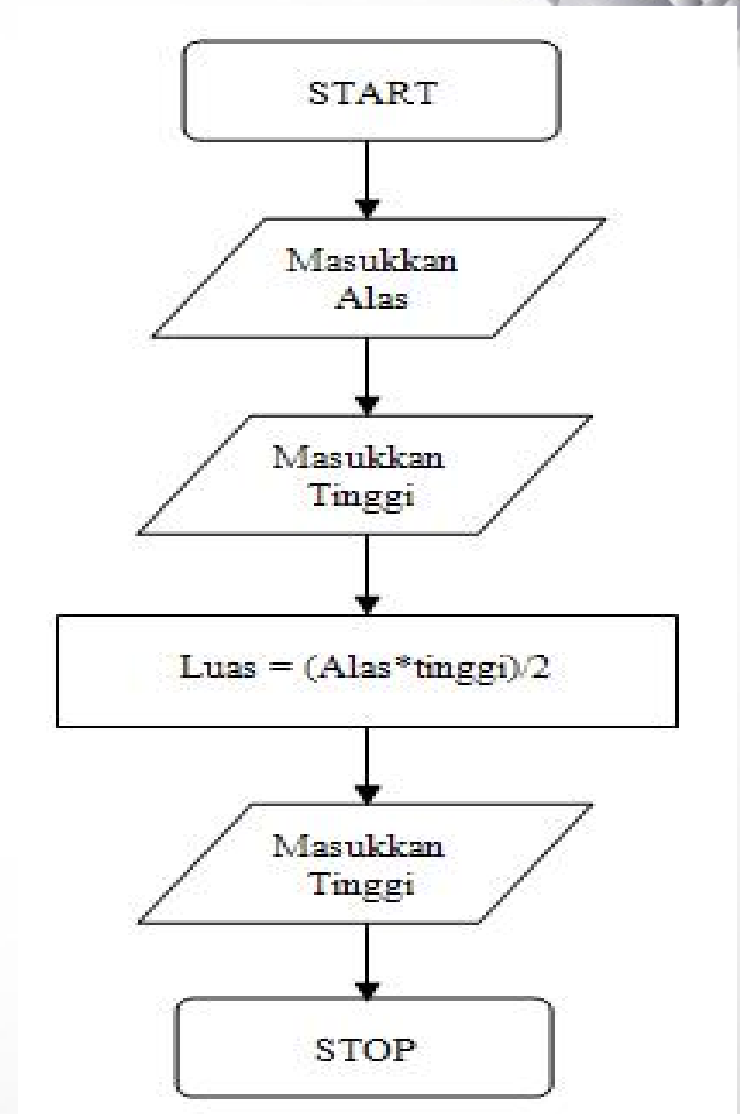 START
Masukkan
Alas
Masukkan
Tinggi
Luas = (Alas*tinggi)/2
Masukkan
Tinggi
STOP